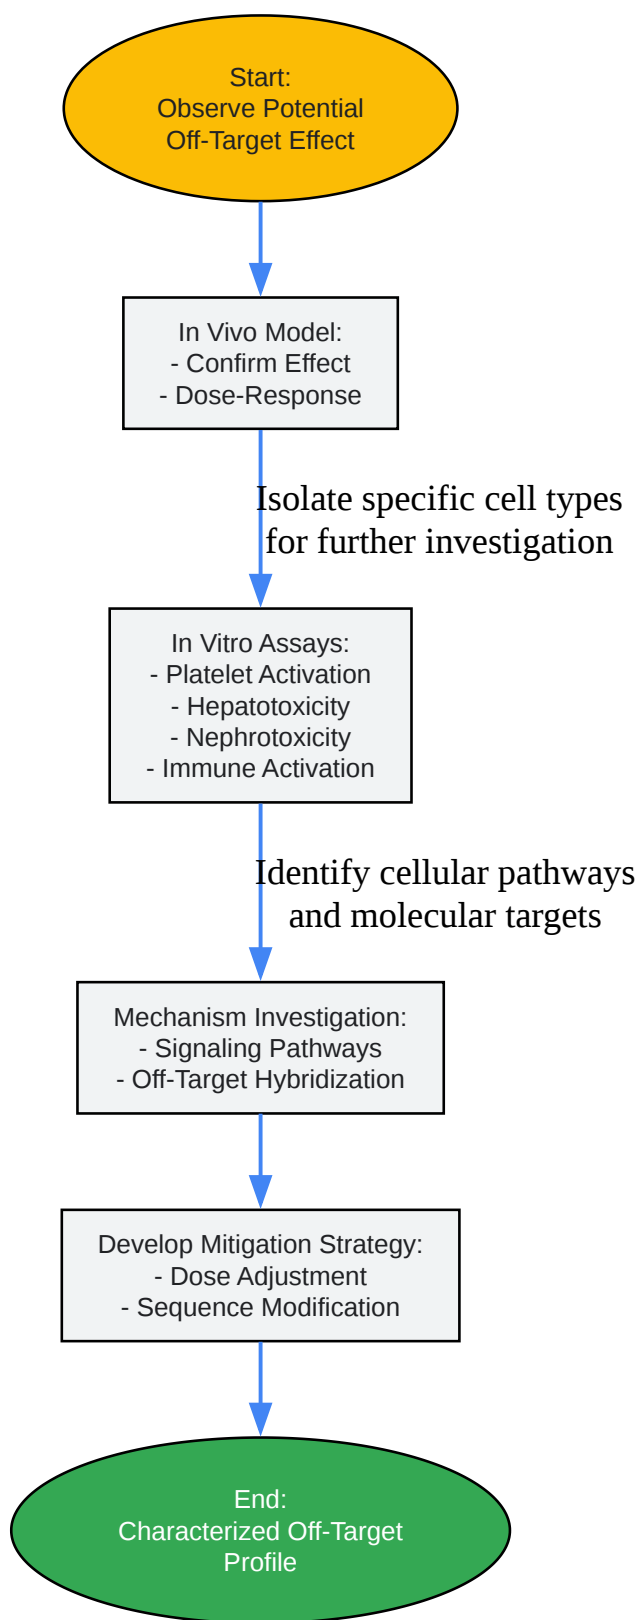 Start:
Observe Potential
Off-Target Effect
In Vivo Model:
- Confirm Effect
- Dose-Response
Isolate specific cell types
for further investigation
In Vitro Assays:
- Platelet Activation
- Hepatotoxicity
- Nephrotoxicity
- Immune Activation
Identify cellular pathways
and molecular targets
Mechanism Investigation:
- Signaling Pathways
- Off-Target Hybridization
Develop Mitigation Strategy:
- Dose Adjustment
- Sequence Modification
End:
Characterized Off-Target
Profile